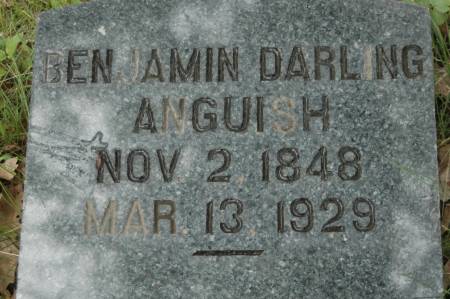 BENJAMIN DARLING
ANGUISH
NOV. 2, 1848
MAR. 13. 1929